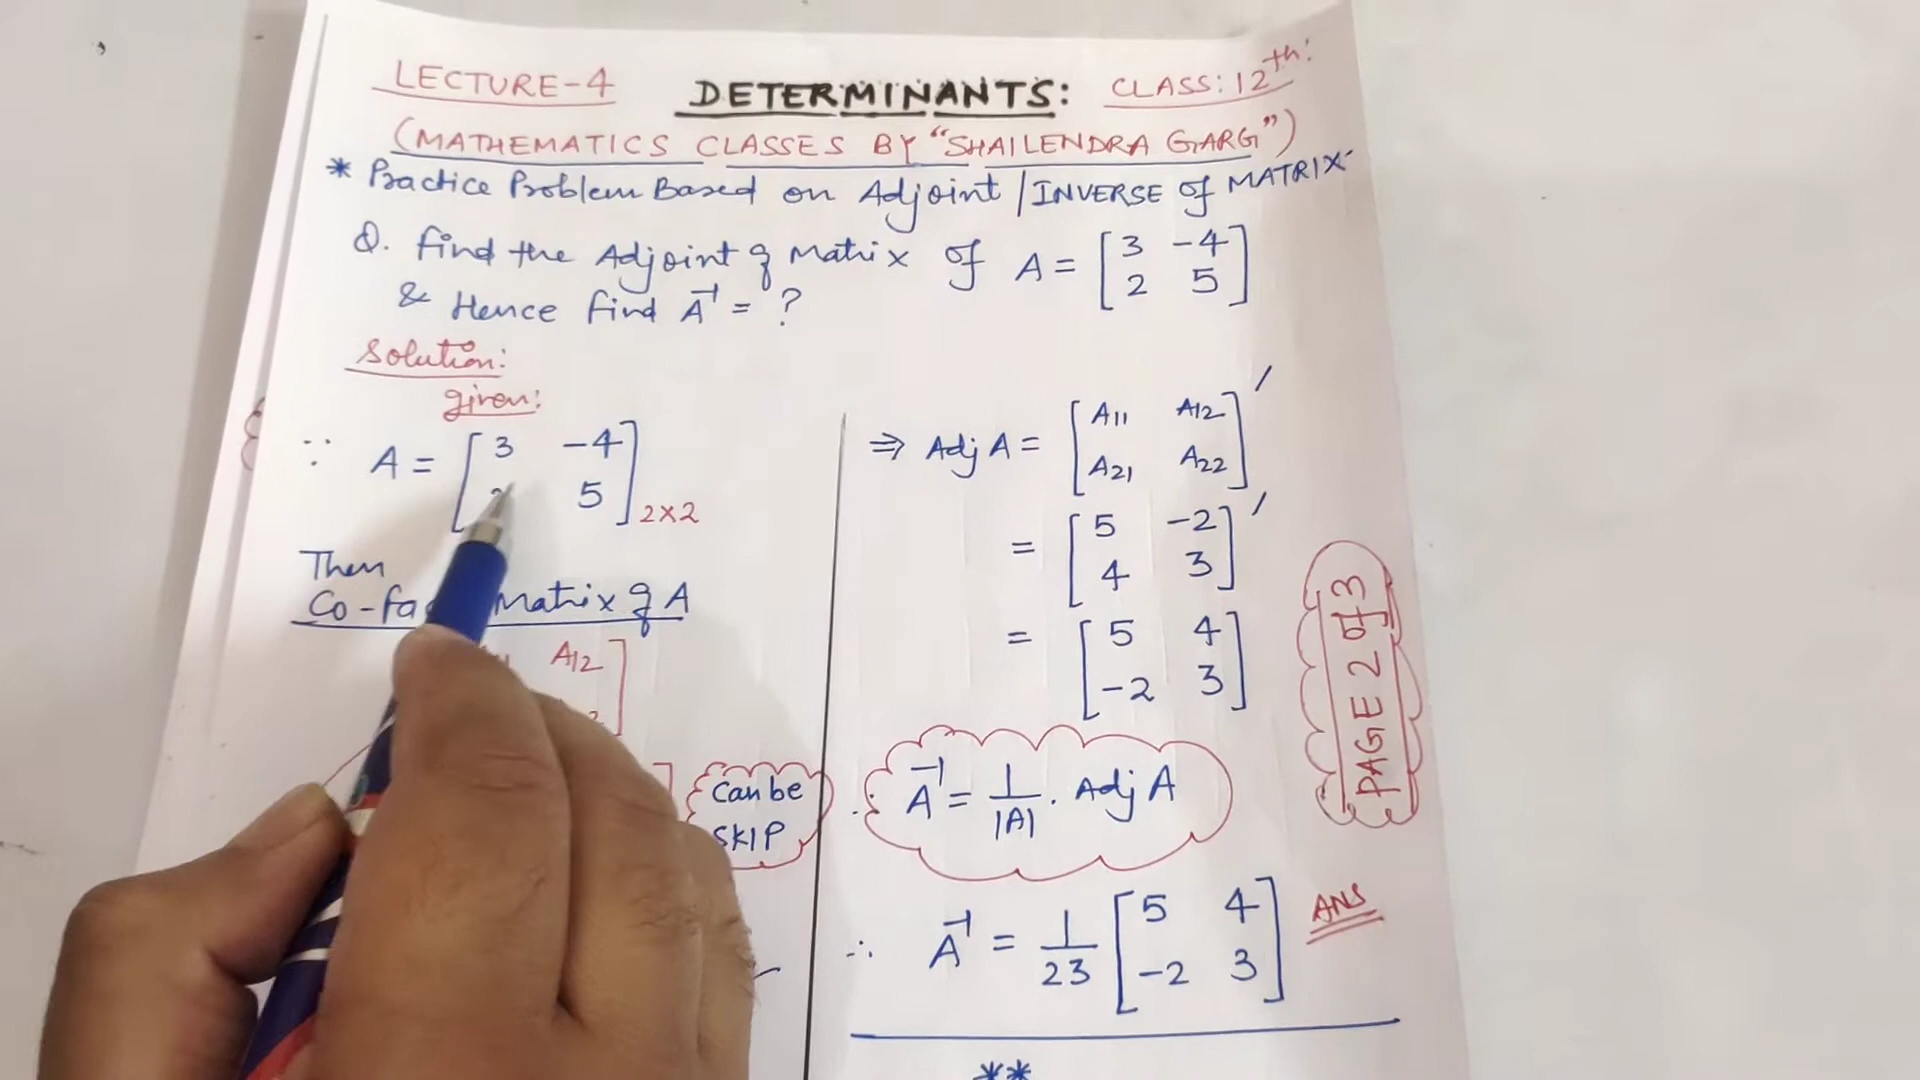 LECTURE-4 DETERMINANTS: CLASS: 12th:
(MATHEMATICS CLASSES BY "SHAILENDRA GARG")
* Practice Problem Based on Adjoint / INVERSE of MATRIX-
Q. Find the Adjoint of Matrix of A = [3 -4
2 5]
& Hence find A⁻¹ = ?
Solution:
given:
∵ A = [3 -4
5] 2×2
Then
Matrix of A
A12
Can be
SKIP
⇒ Adj A = [A11 A12
A21 A22]′
= [5 -2
4 3]′
= [5 4
-2 3]
∴ A⁻¹ = 1/|A| . Adj A
∴ A⁻¹ = 1/23 [5 4
-2 3] ANS
**
PAGE 2 of 3